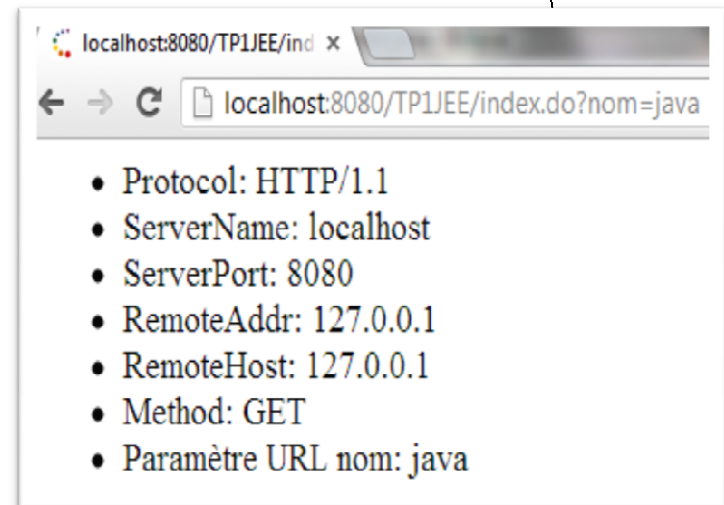 localhost:8080/TP1JEE/ind
localhost:8080/TP1JEE/index.do?nom=java
• Protocol: HTTP/1.1
• ServerName: localhost
• ServerPort: 8080
• RemoteAddr: 127.0.0.1
• RemoteHost: 127.0.0.1
• Method: GET
• Paramètre URL nom: java